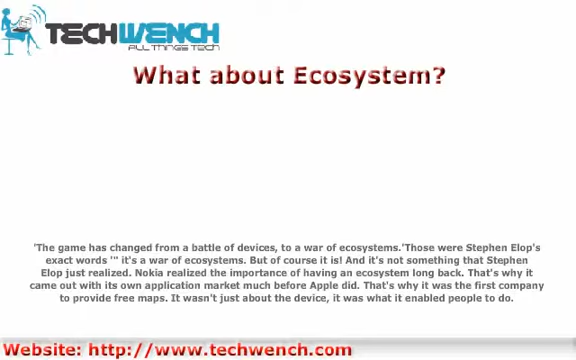 TECHWENCH
ALL THINGS TECH
What about Ecosystem?
'The game has changed from a battle of devices, to a war of ecosystems.'Those were Stephen Elop's
exact words '" it's a war of ecosystems. But of course it is! And it's not something that Stephen
Elop just realized. Nokia realized the importance of having an ecosystem long back. That's why it
came out with its own application market much before Apple did. That's why it was the first company
to provide free maps. It wasn't just about the device, it was what it enabled people to do.
Website: http://www.techwench.com